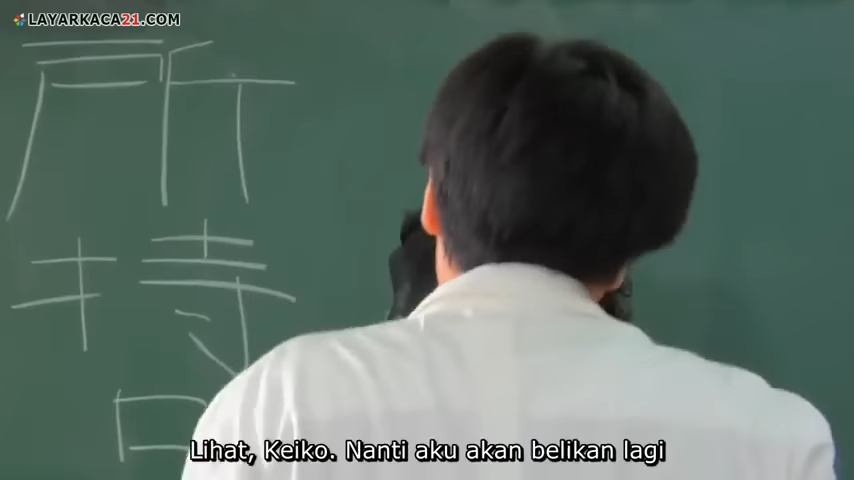 LAYARKACA21.COM
所
持
Lihat, Keiko. Nanti aku akan belikan lagi